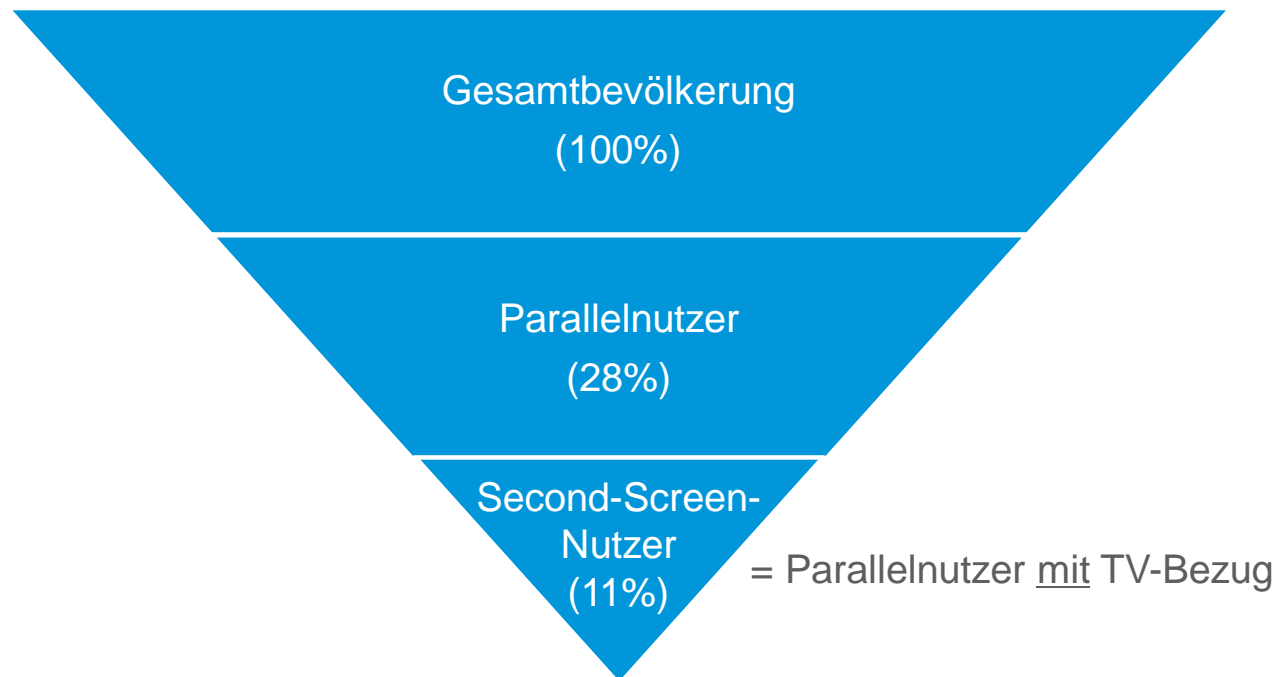 Gesamtbevölkerung
(100%)
Parallelnutzer
(28%)
Second-Screen-
Nutzer
(11%)
= Parallelnutzer mit TV-Bezug